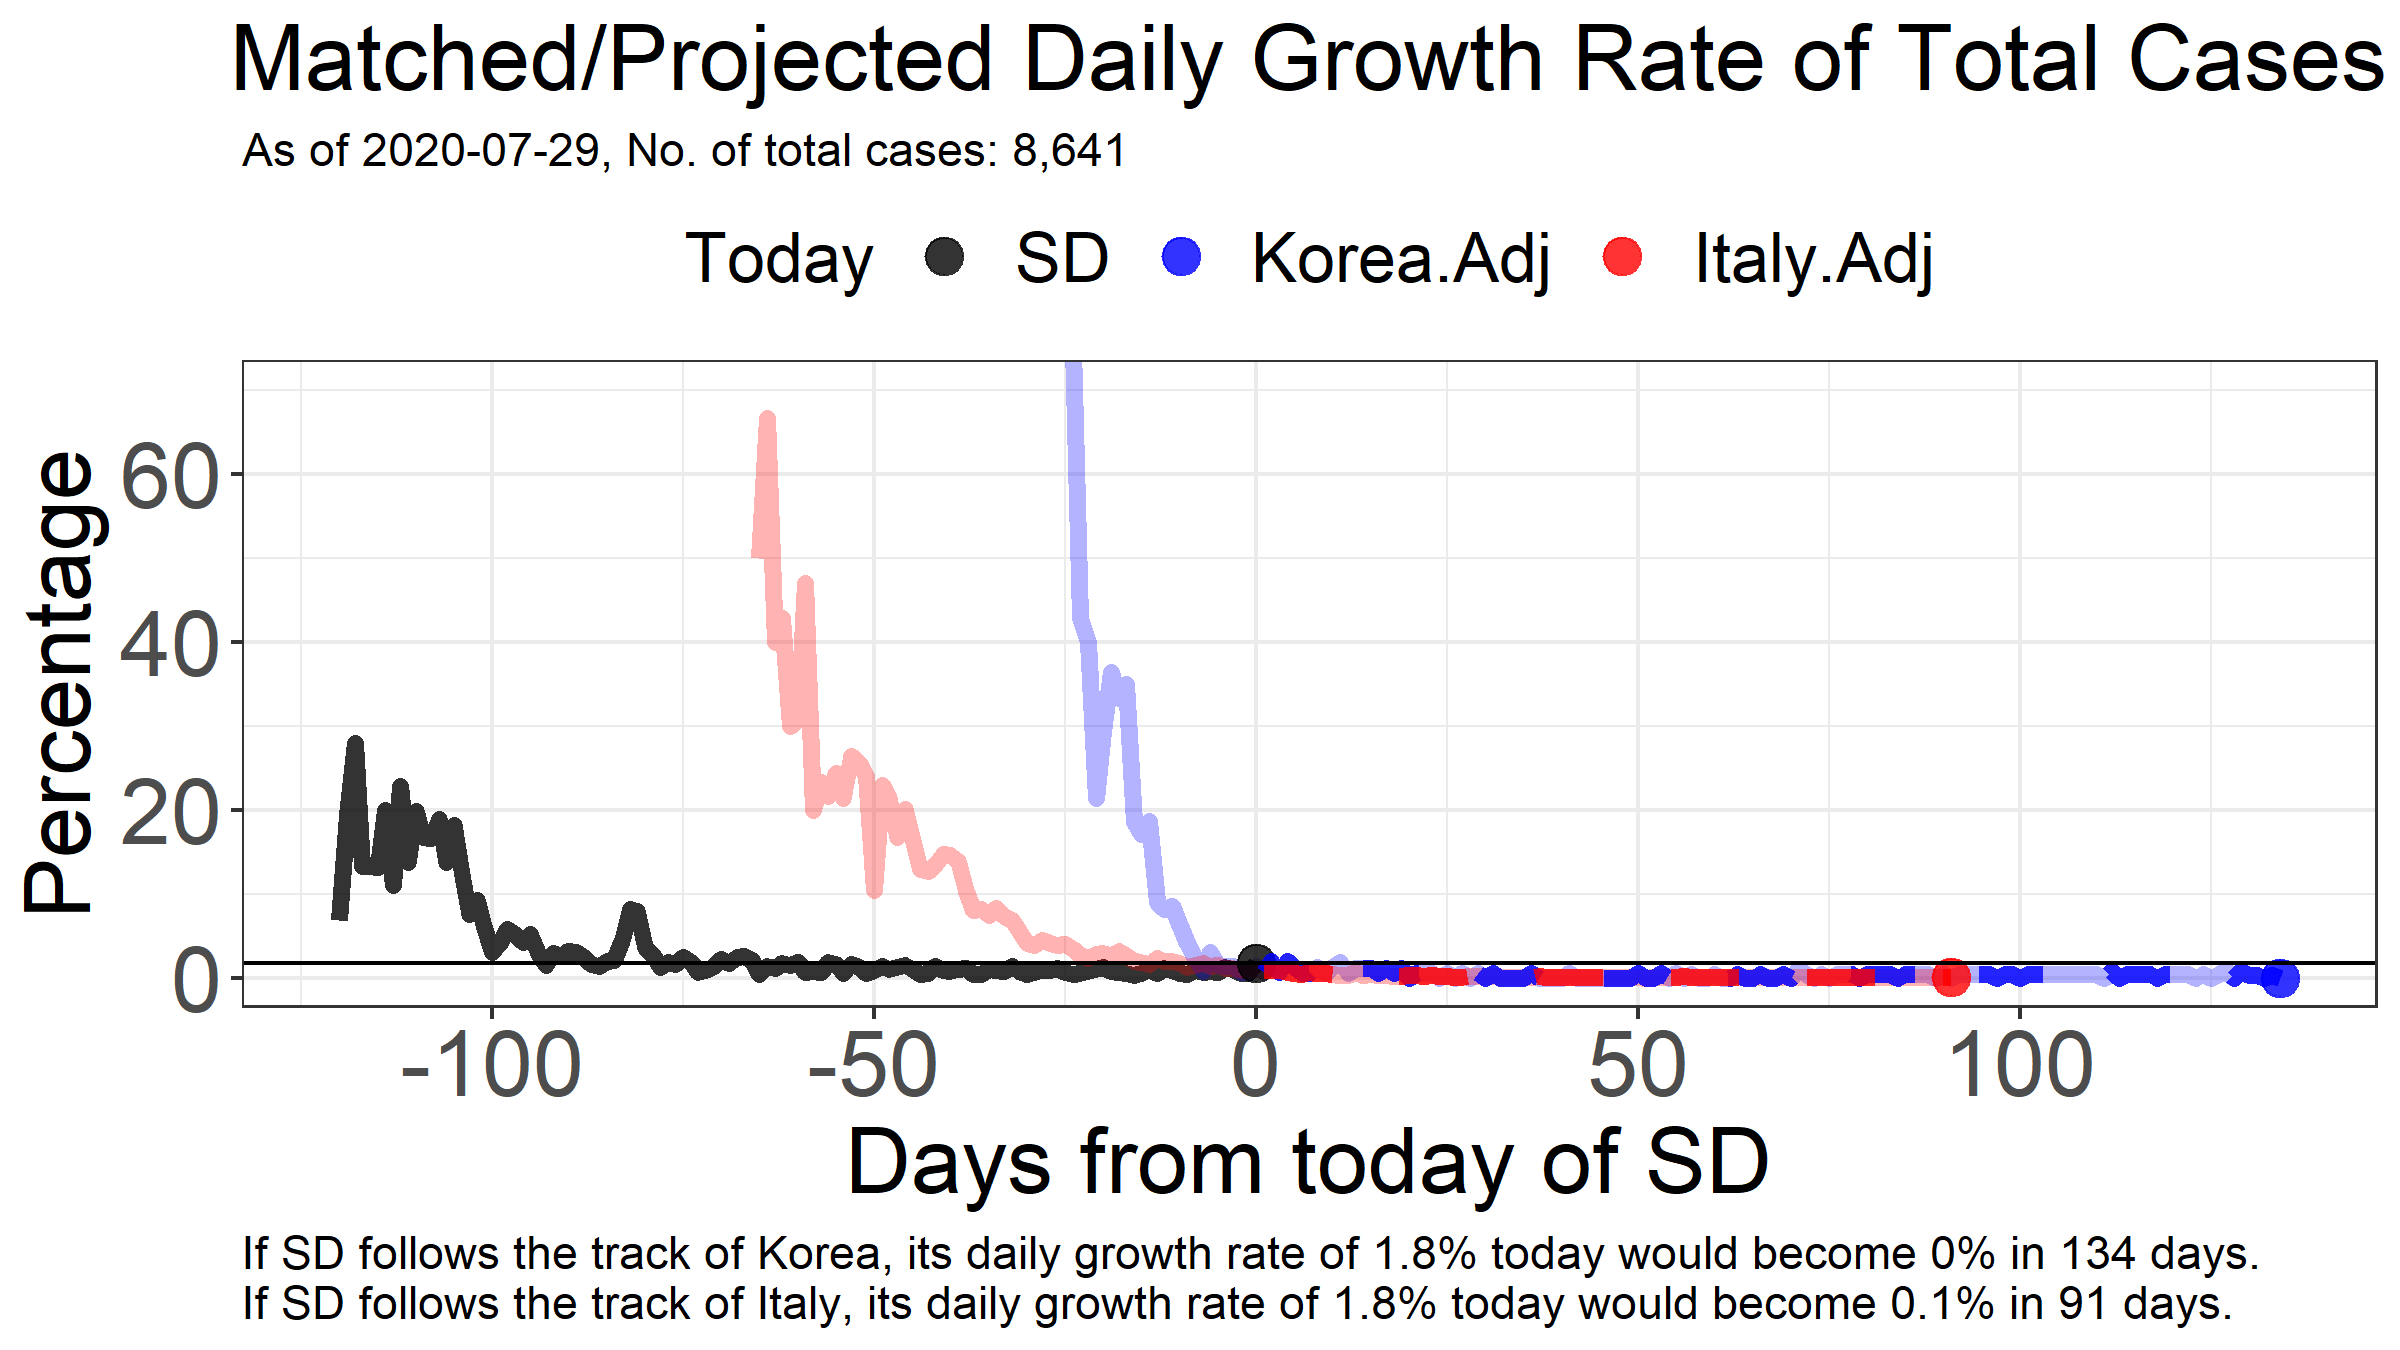 Matched/Projected Daily Growth Rate of Total Cases
As of 2020-07-29, No. of total cases: 8,641
Today SD Korea.Adj Italy.Adj
Percentage
60
40
20
0
-100 -50 0 50 100
Days from today of SD
If SD follows the track of Korea, its daily growth rate of 1.8% today would become 0% in 134 days.
If SD follows the track of Italy, its daily growth rate of 1.8% today would become 0.1% in 91 days.